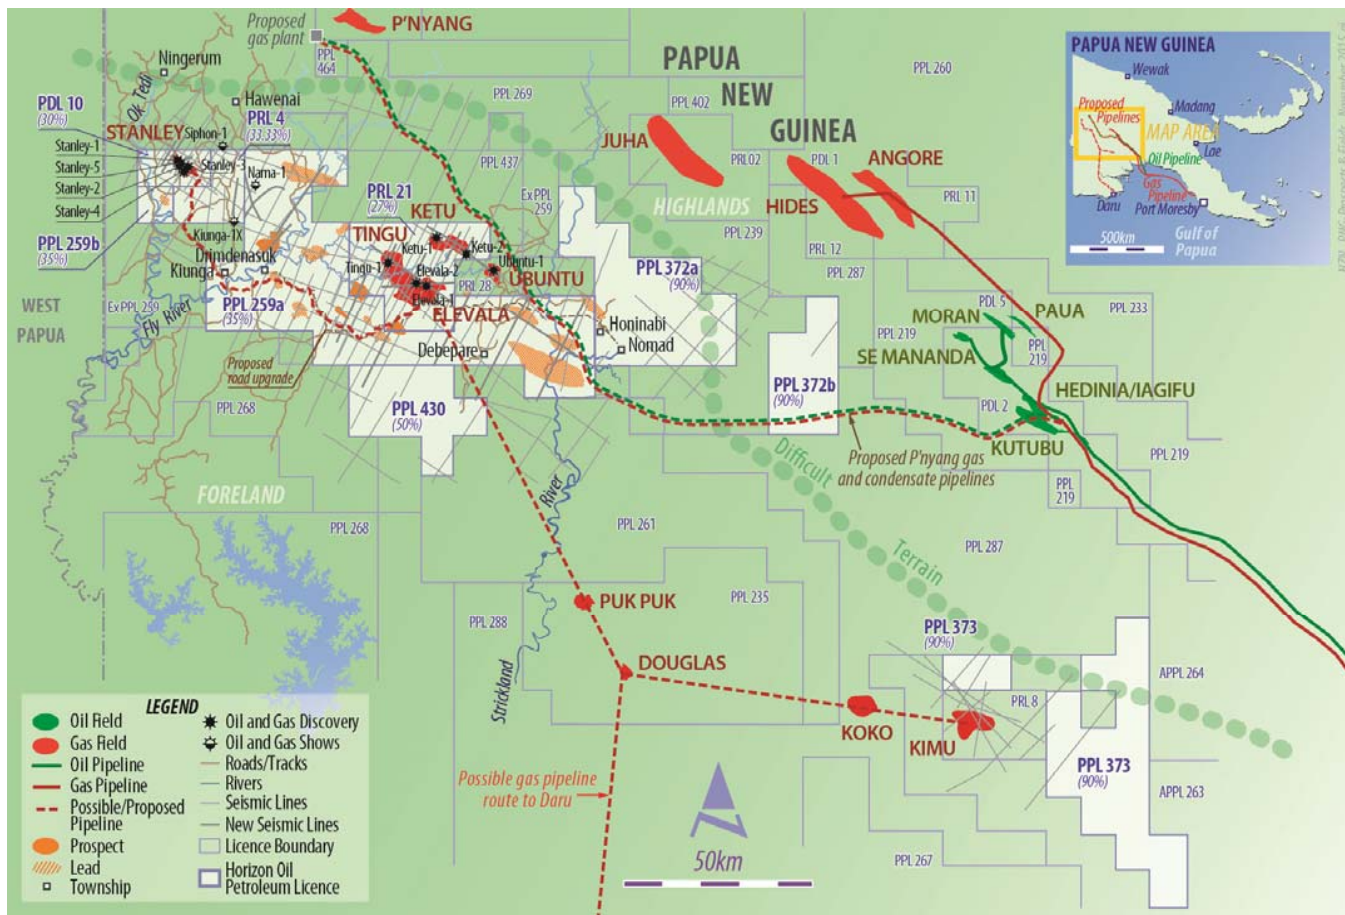 Proposed
gas plant
P'NYANG
PAPUA
NEW
GUINEA
Ningerum
Ok Tedi
Hawenai
PPL
464
PPL 269
PPL 402
PPL 260
PDL 10
(30%)
STANLEY
Siphon-1
PRL 4
(33.33%)
Stanley-1
Stanley-5
Stanley-2
Stanley-4
Stanley-3
Nama-1
Kiunga-1X
PPL 437
JUHA
PRL02
PDL 1
ANGORE
HIDES
PRL 11
PRL 12
HIGHLANDS
PPL 239
PPL 287
Ex PPL
259
PRL 21
(27%)
KETU
TINGU
Ketu-1
Ketu-2
Tingu-1
Elevala-2
Elevala-1
Ubuntu-1
UBUNTU
PRL 28
ELEVALA
PPL 259b
(35%)
Drimdenasuk
Kiunga
WEST
PAPUA
Ex PPL 259
Fly River
PPL 259a
(35%)
Proposed
road upgrade
Debepare
Honinabi
Nomad
PPL 372a
(90%)
PPL 372b
(90%)
PPL 219
PDL 5
MORAN
PAUA
PPL 233
SE MANANDA
PPL
219
HEDINIA/IAGIFU
PDL 2
KUTUBU
PPL 219
PPL
219
PPL 268
PPL 430
(50%)
Proposed P'nyang gas
and condensate pipelines
Difficult
Terrain
FORELAND
PPL 268
River
PPL 261
PPL 287
PUK PUK
PPL 235
PPL 288
Strickland
DOUGLAS
PPL 373
(90%)
APPL 264
PRL 8
KOKO
KIMU
PPL 373
(90%)
APPL 263
PPL 267
Possible gas pipeline
route to Daru
50km
LEGEND
Oil Field
Gas Field
Oil Pipeline
Gas Pipeline
Possible/Proposed
Pipeline
Prospect
Lead
Township
Oil and Gas Discovery
Oil and Gas Shows
Roads/Tracks
Rivers
Seismic Lines
New Seismic Lines
Licence Boundary
Horizon Oil
Petroleum Licence
PAPUA NEW GUINEA
Wewak
Madang
Proposed
Pipelines
MAP AREA
Oil Pipeline
Lae
Gas
Pipeline
Daru
Port Moresby
Gulf of
Papua
500km